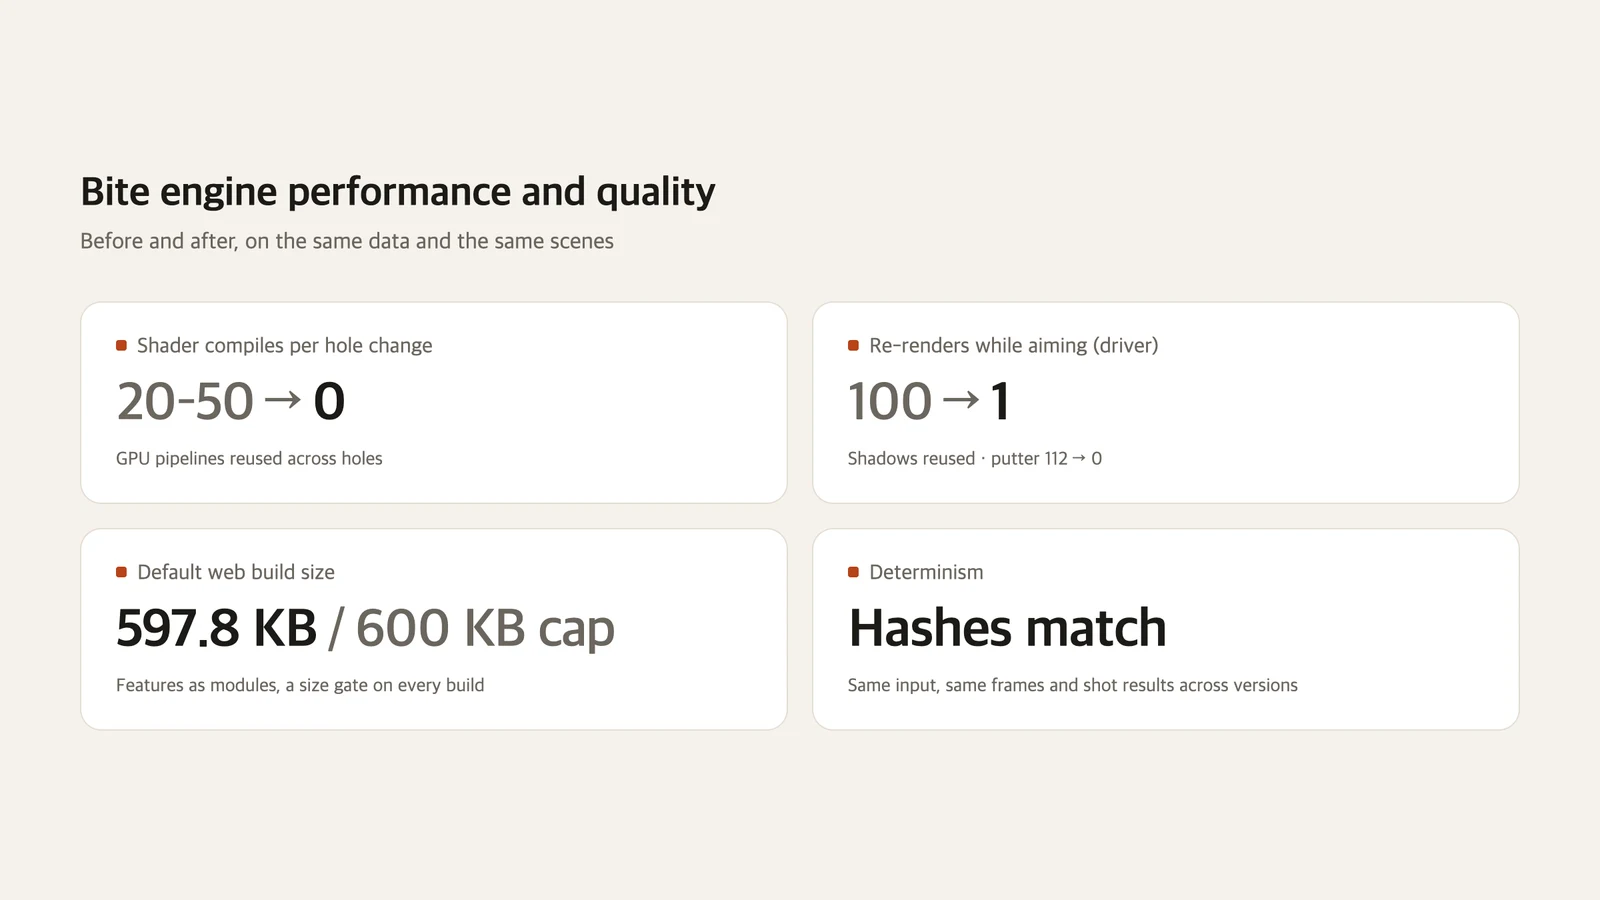 Bite engine performance and quality
Before and after, on the same data and the same scenes
Shader compiles per hole change
20-50 → 0
GPU pipelines reused across holes
Re-renders while aiming (driver)
100 → 1
Shadows reused · putter 112 → 0
Default web build size
597.8 KB / 600 KB cap
Features as modules, a size gate on every build
Determinism
Hashes match
Same input, same frames and shot results across versions